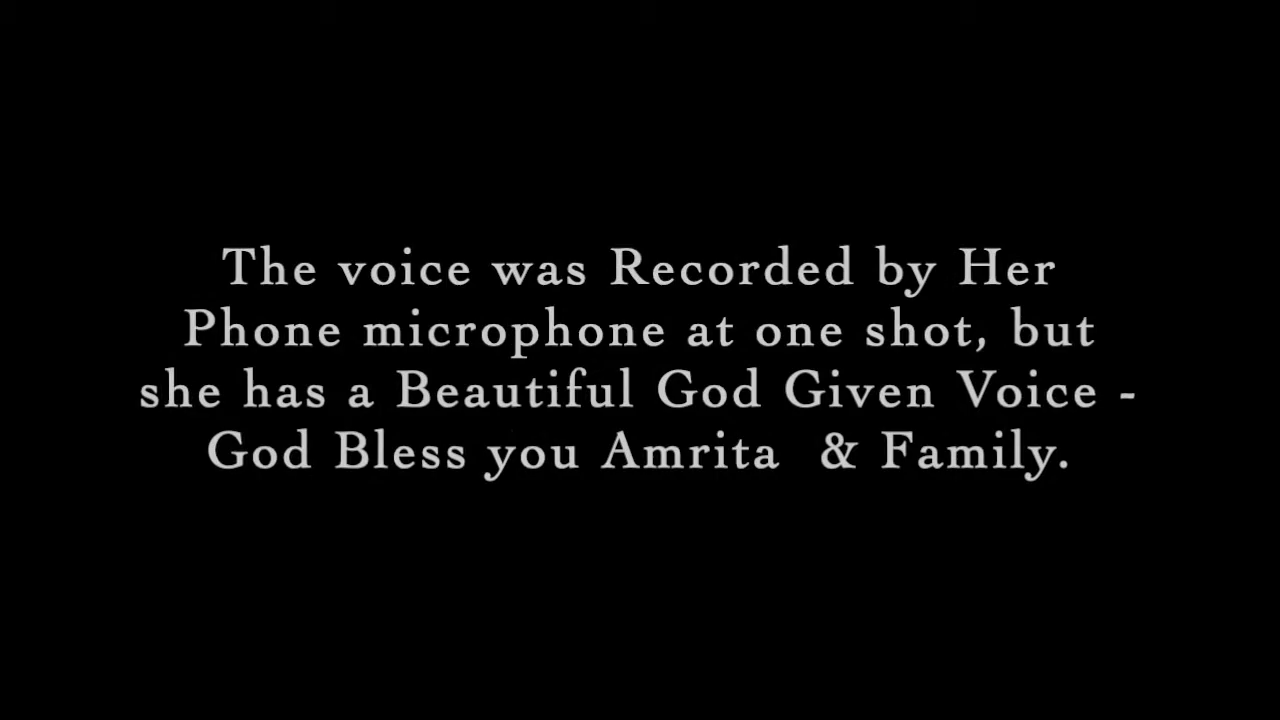 The voice was Recorded by Her
Phone microphone at one shot, but
she has a Beautiful God Given Voice -
God Bless you Amrita  & Family.